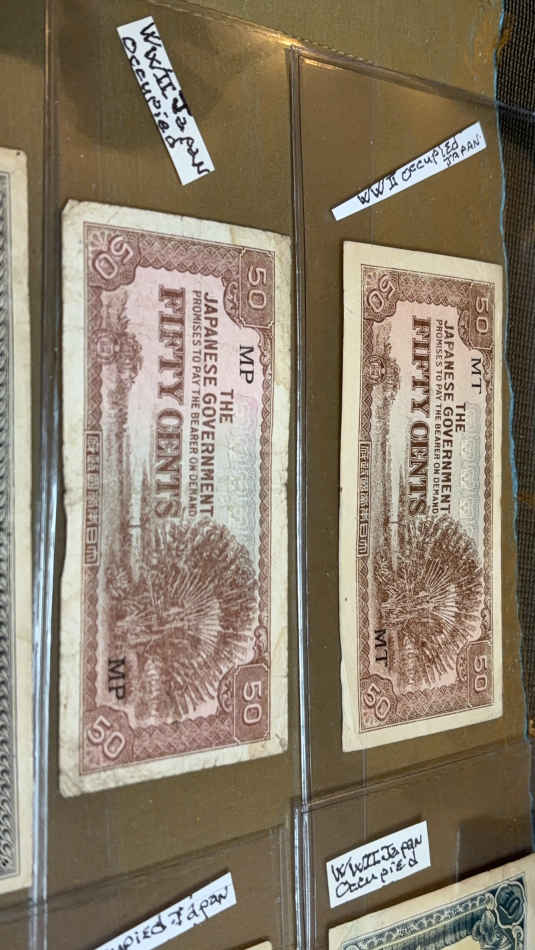 WWII Japan
Occupied
50
50
MP
THE
JAPANESE GOVERNMENT
PROMISES TO PAY THE BEARER ON DEMAND
FIFTY CENTS
MP
50
50
WWII OCCUPIED
JAPAN
50
50
MT
THE
JAPANESE GOVERNMENT
PROMISES TO PAY THE BEARER ON DEMAND
FIFTY CENTS
MT
50
50
WWII Japan
Occupied
Japan